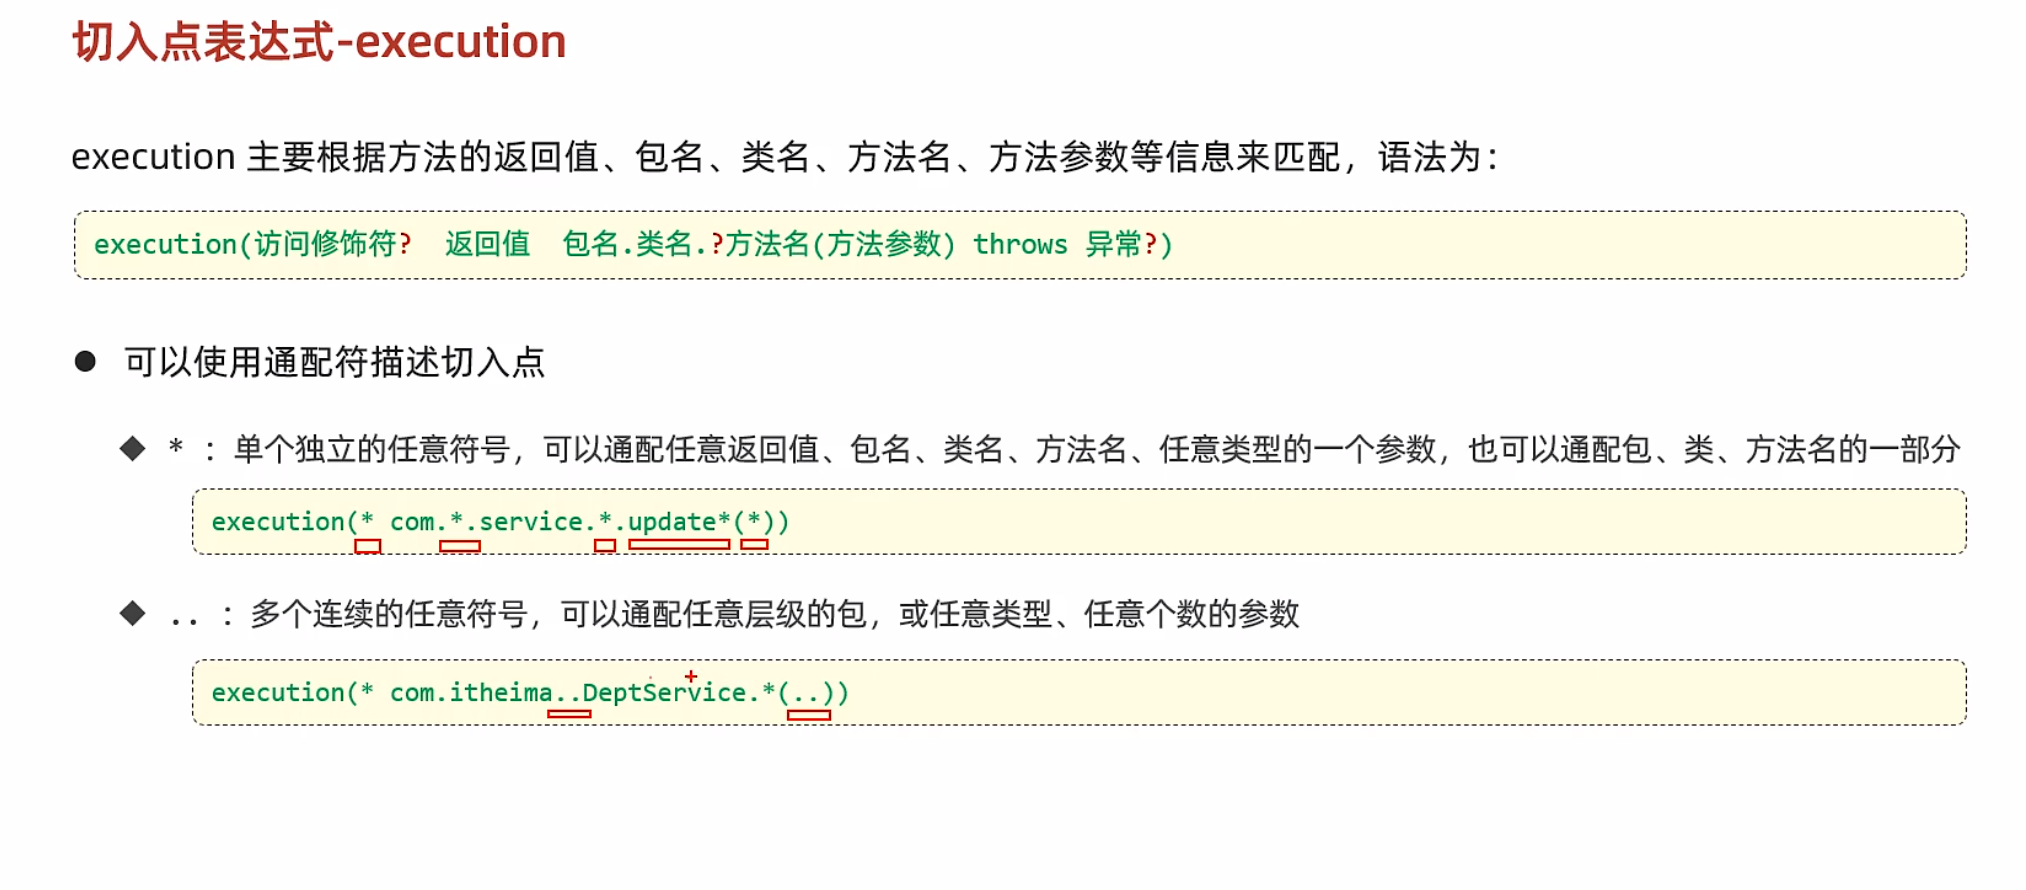 切入点表达式-execution
execution 主要根据方法的返回值、包名、类名、方法名、方法参数等信息来匹配，语法为：
execution(访问修饰符?  返回值  包名.类名.?方法名(方法参数) throws 异常?)
● 可以使用通配符描述切入点
◆ * ：单个独立的任意符号，可以通配任意返回值、包名、类名、方法名、任意类型的一个参数，也可以通配包、类、方法名的一部分
execution(* com.*.service.*.update*(*))
◆ .. ：多个连续的任意符号，可以通配任意层级的包，或任意类型、任意个数的参数
execution(* com.itheima..DeptService.*(..))